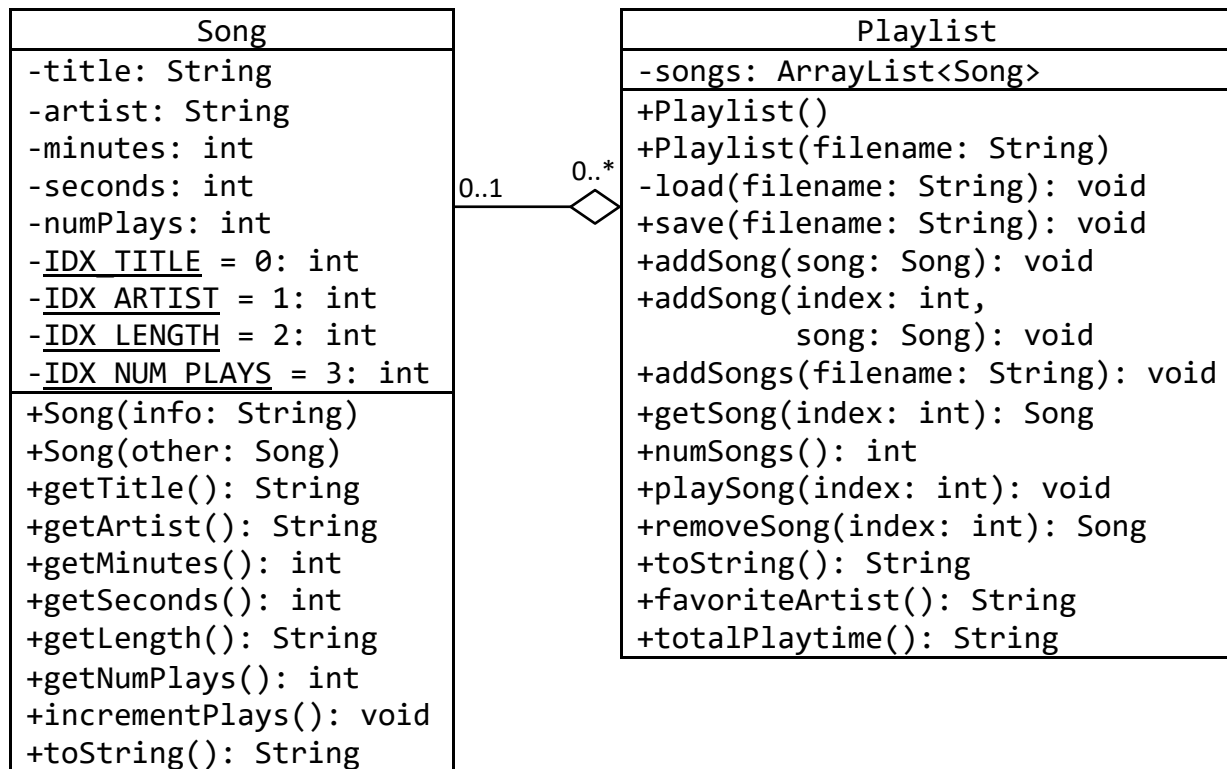 Song
-title: String
-artist: String
-minutes: int
-seconds: int
-numPlays: int
-IDX_TITLE = 0: int
-IDX_ARTIST = 1: int
-IDX_LENGTH = 2: int
-IDX_NUM_PLAYS = 3: int
+Song(info: String)
+Song(other: Song)
+getTitle(): String
+getArtist(): String
+getMinutes(): int
+getSeconds(): int
+getLength(): String
+getNumPlays(): int
+incrementPlays(): void
+toString(): String
0..1
0..*
Playlist
-songs: ArrayList<Song>
+Playlist()
+Playlist(filename: String)
-load(filename: String): void
+save(filename: String): void
+addSong(song: Song): void
+addSong(index: int,
song: Song): void
+addSongs(filename: String): void
+getSong(index: int): Song
+numSongs(): int
+playSong(index: int): void
+removeSong(index: int): Song
+toString(): String
+favoriteArtist(): String
+totalPlaytime(): String